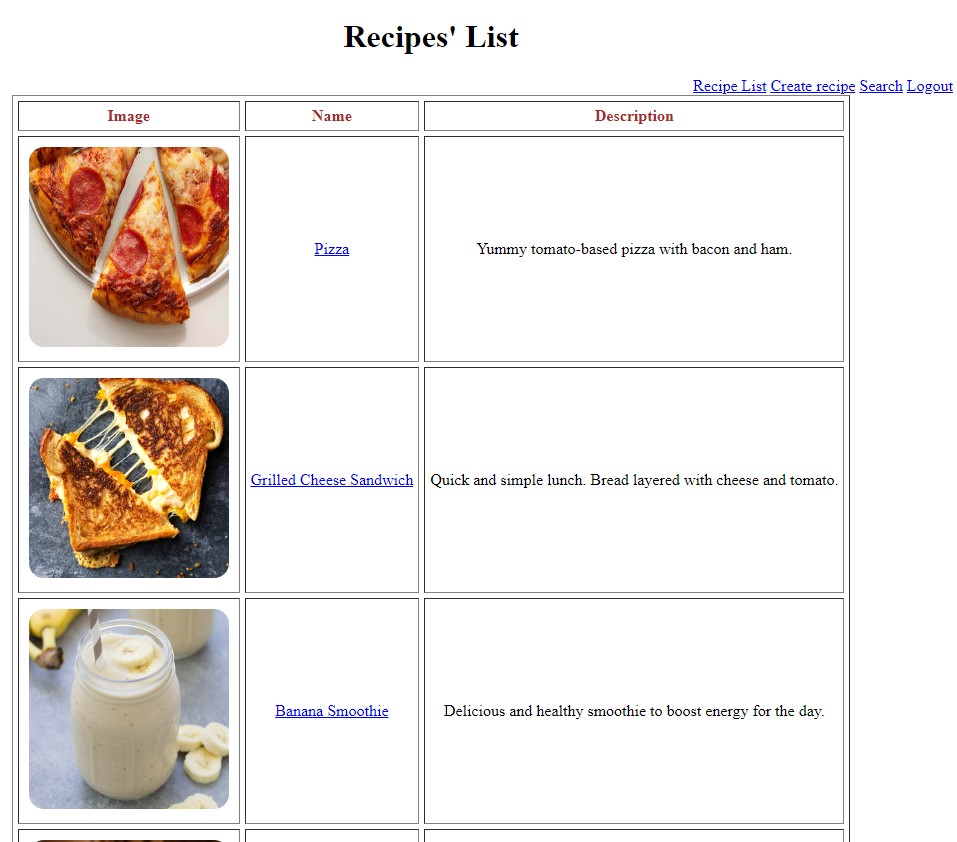 Recipes' List
Recipe List Create recipe Search Logout
Image Name Description
Pizza Yummy tomato-based pizza with bacon and ham.
Grilled Cheese Sandwich Quick and simple lunch. Bread layered with cheese and tomato.
Banana Smoothie Delicious and healthy smoothie to boost energy for the day.